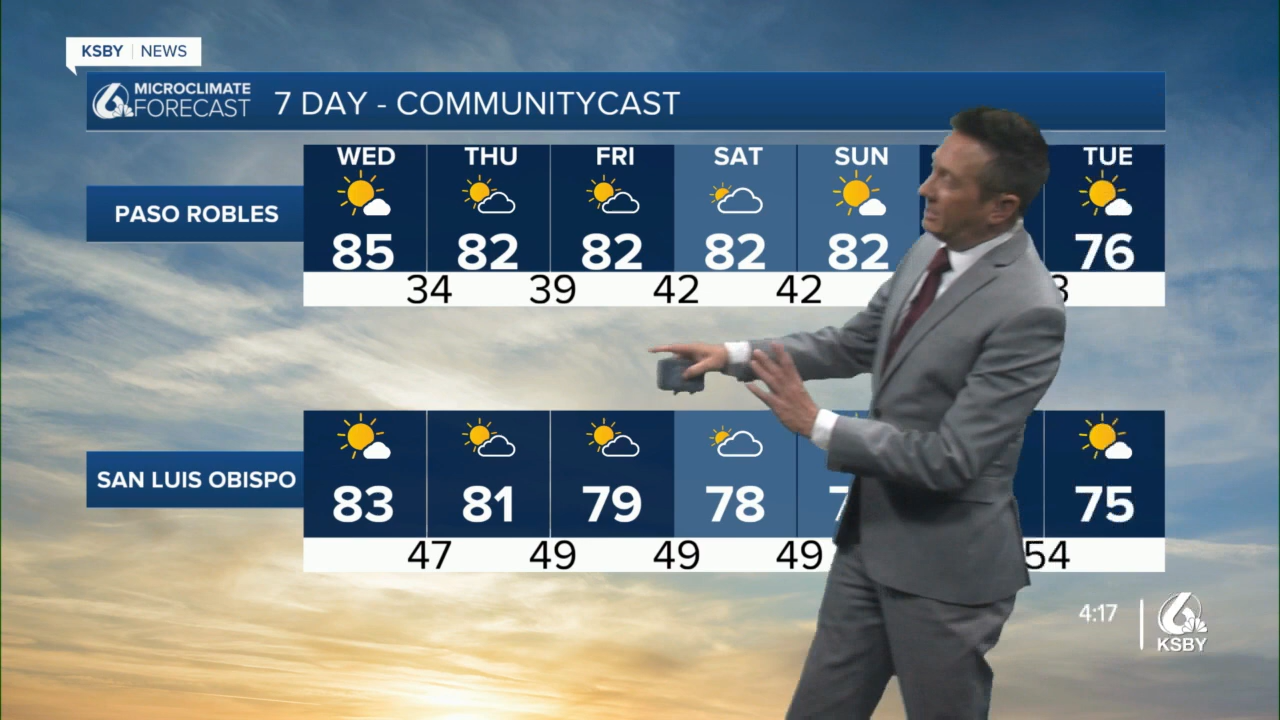 KSBY NEWS
6 MICROCLIMATE FORECAST 7 DAY - COMMUNITYCAST
WED THU FRI SAT SUN TUE
PASO ROBLES
85 82 82 82 82 76
34 39 42 42
SAN LUIS OBISPO
83 81 79 78 75
47 49 49 49 54
4:17
6
KSBY